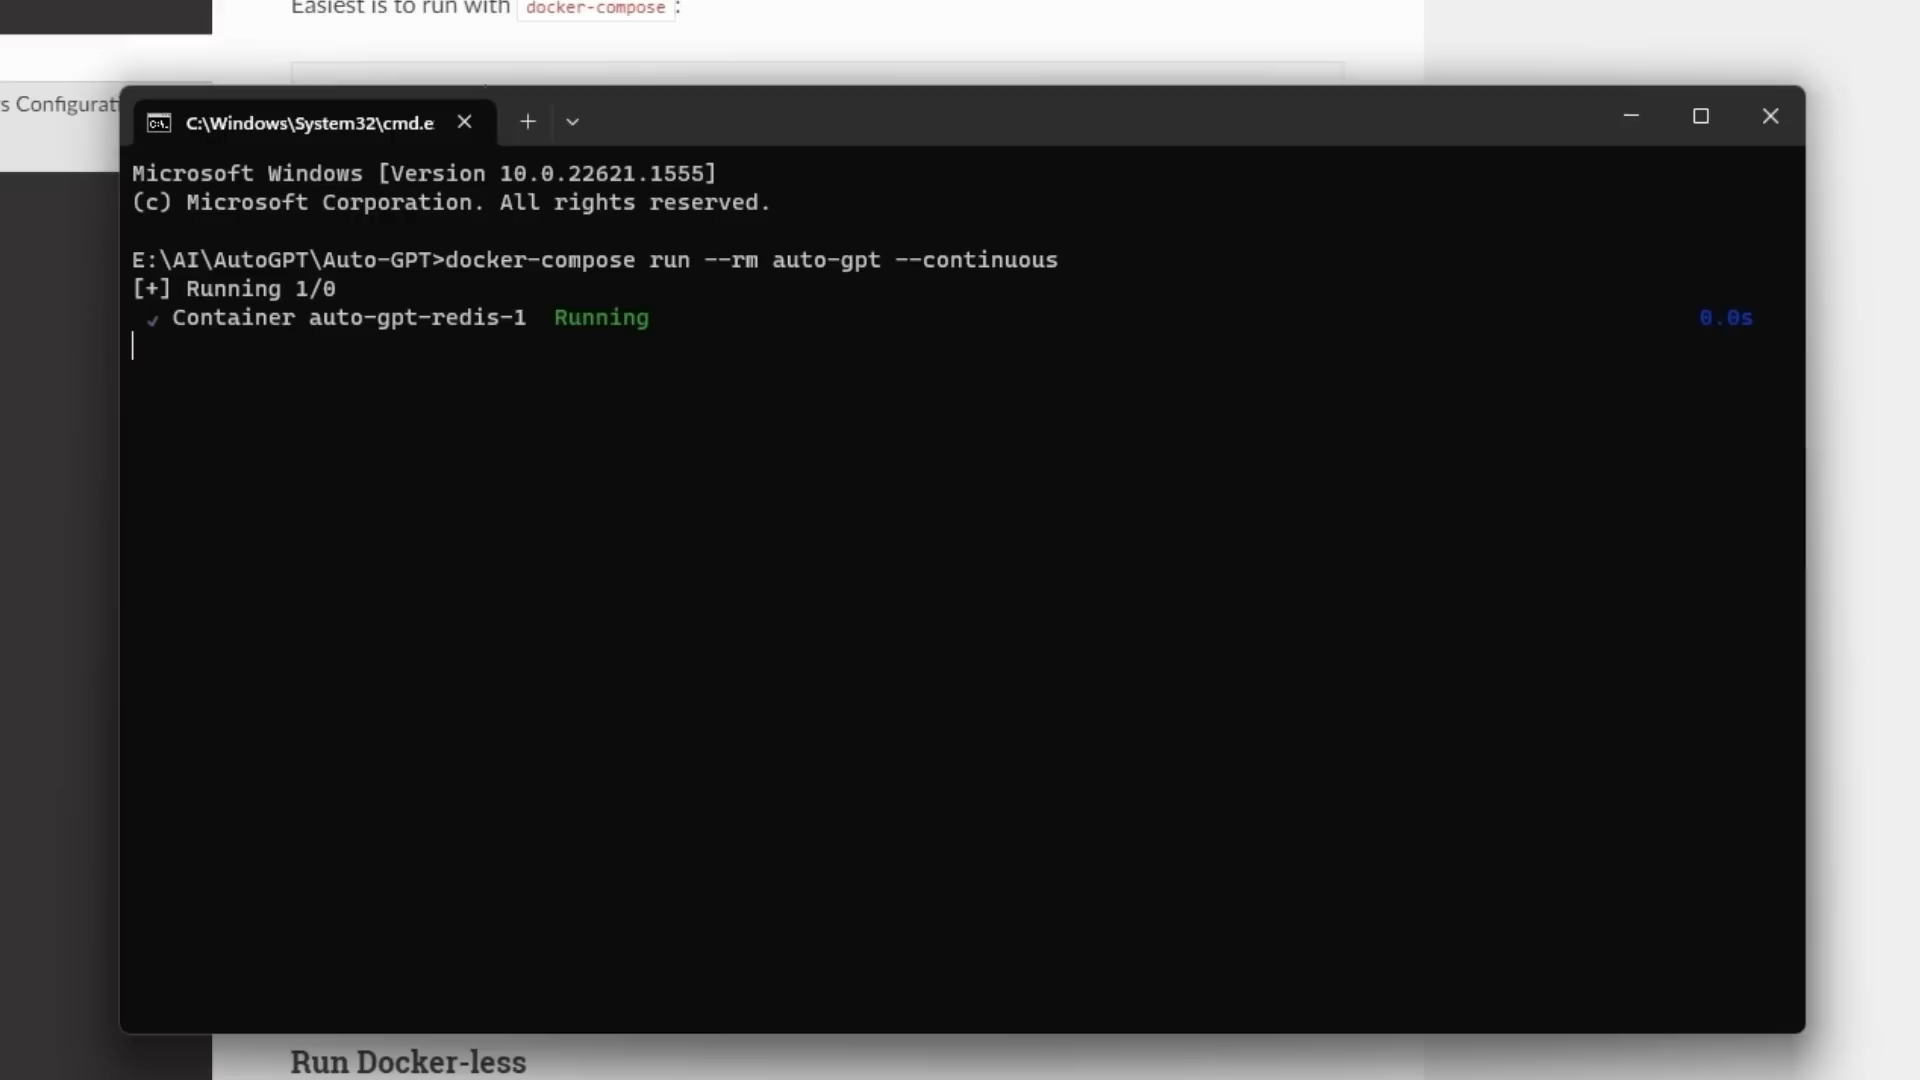 Easiest is to run with docker-compose :
s Configurati
C:\Windows\System32\cmd.e
Microsoft Windows [Version 10.0.22621.1555]
(c) Microsoft Corporation. All rights reserved.
E:\AI\AutoGPT\Auto-GPT>docker-compose run --rm auto-gpt --continuous
[+] Running 1/0
✓ Container auto-gpt-redis-1 Running 0.0s
Run Docker-less